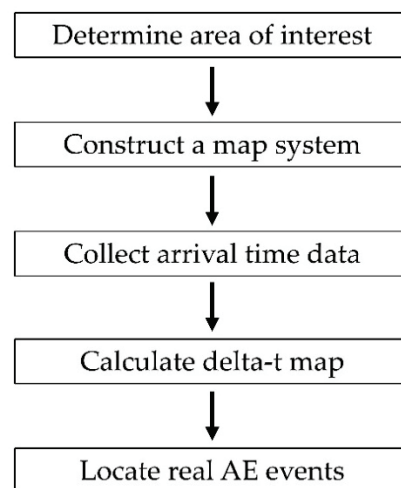 Determine area of interest
Construct a map system
Collect arrival time data
Calculate delta-t map
Locate real AE events